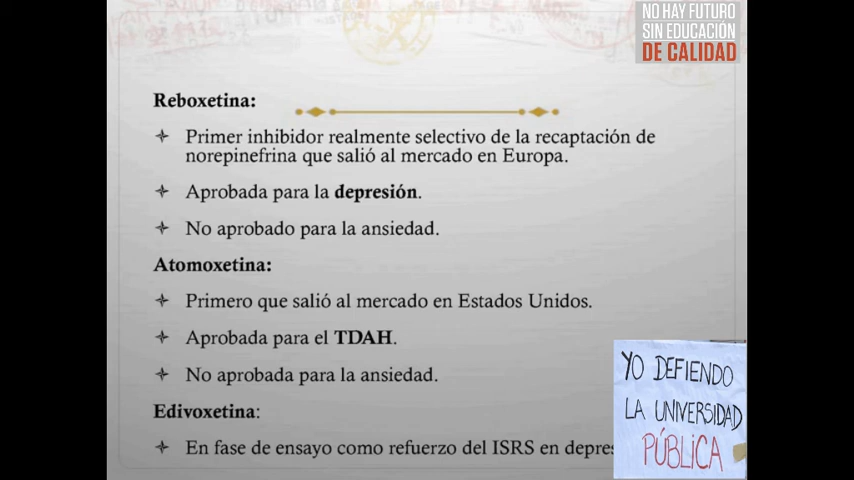 NO HAY FUTURO
SIN EDUCACIÓN
DE CALIDAD
Reboxetina:
Primer inhibidor realmente selectivo de la recaptación de
norepinefrina que salió al mercado en Europa.
Aprobada para la depresión.
No aprobado para la ansiedad.
Atomoxetina:
Primero que salió al mercado en Estados Unidos.
Aprobada para el TDAH.
No aprobada para la ansiedad.
Edivoxetina:
En fase de ensayo como refuerzo del ISRS en
YO DEFIENDO
LA UNIVERSIDAD
PÚBLICA